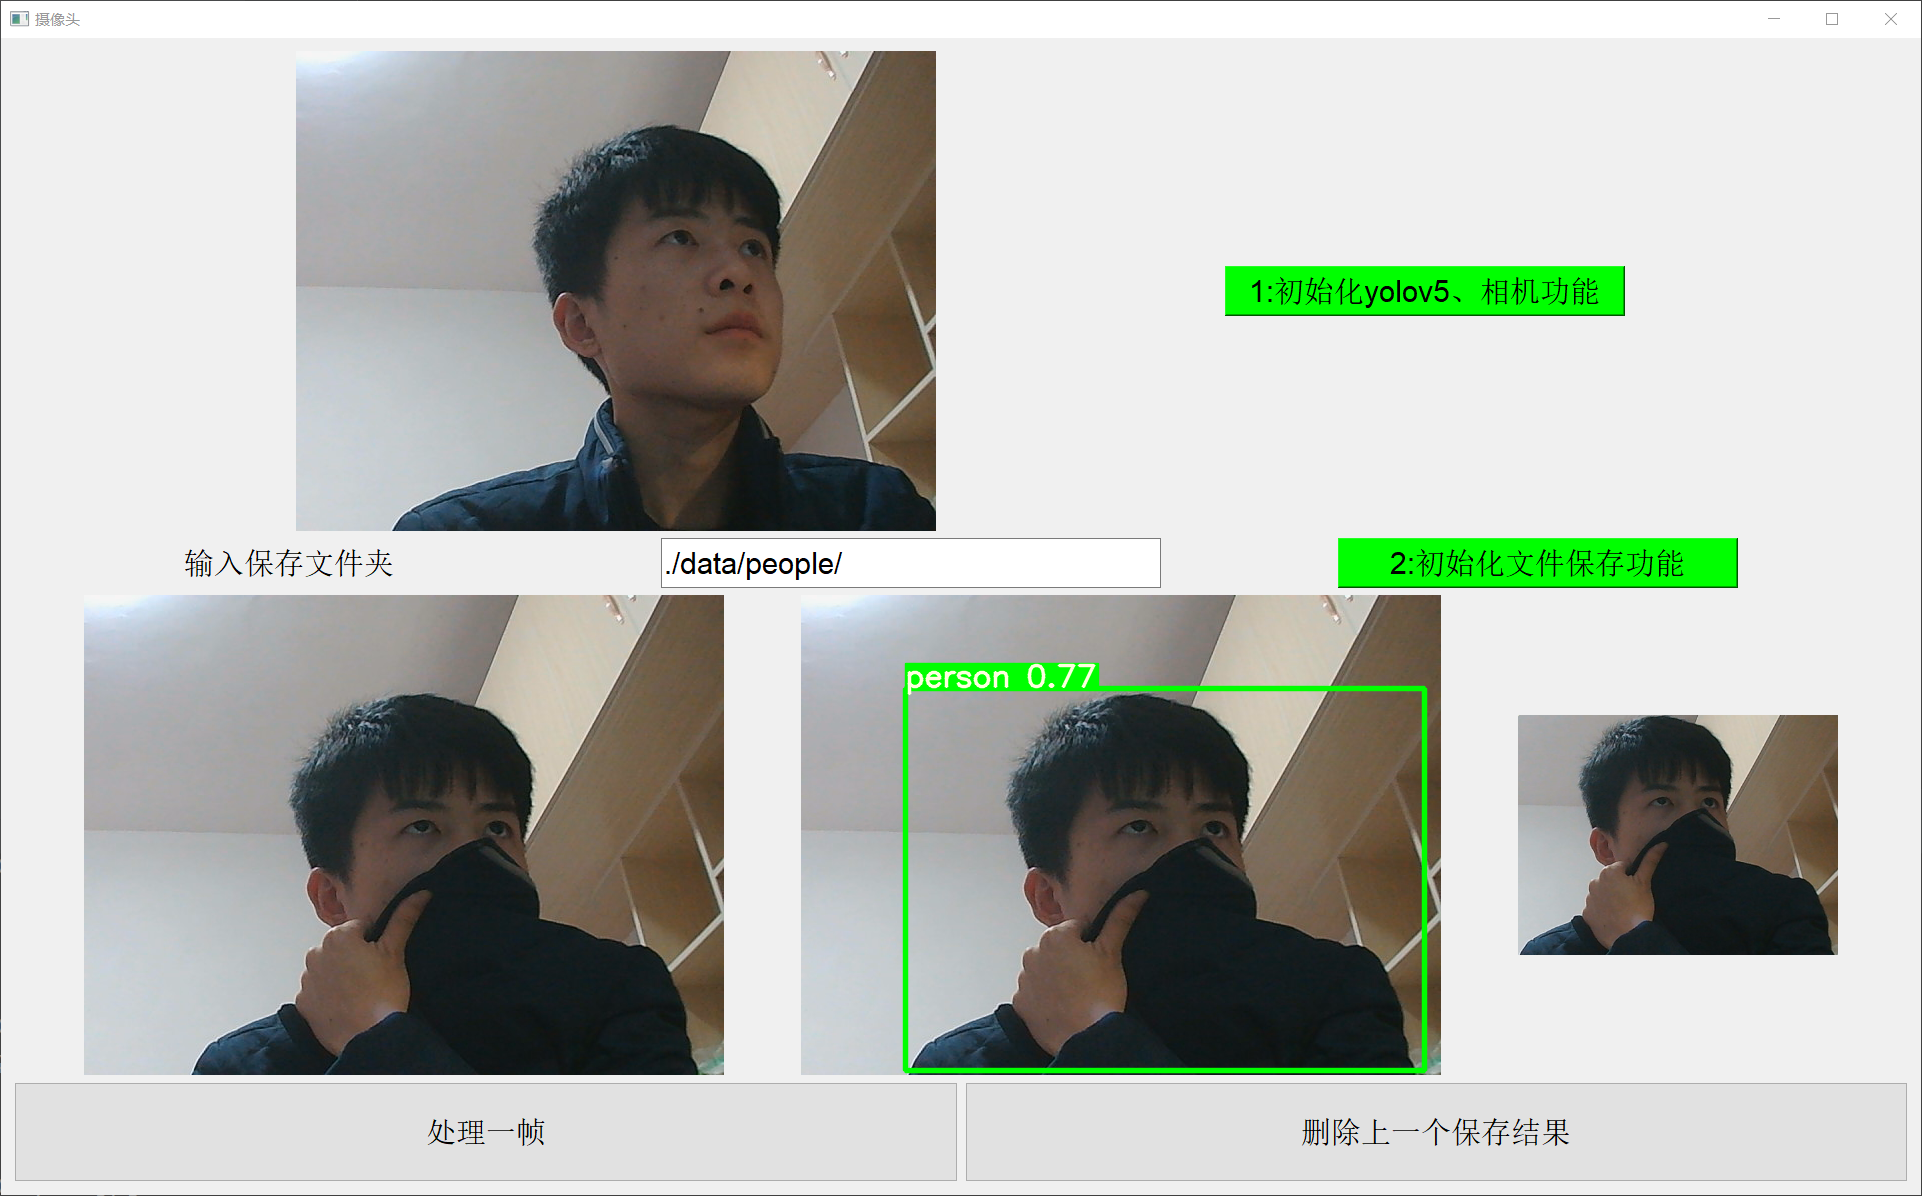 摄像头
1:初始化yolov5、相机功能
输入保存文件夹
./data/people/
2:初始化文件保存功能
person 0.77
处理一帧
删除上一个保存结果